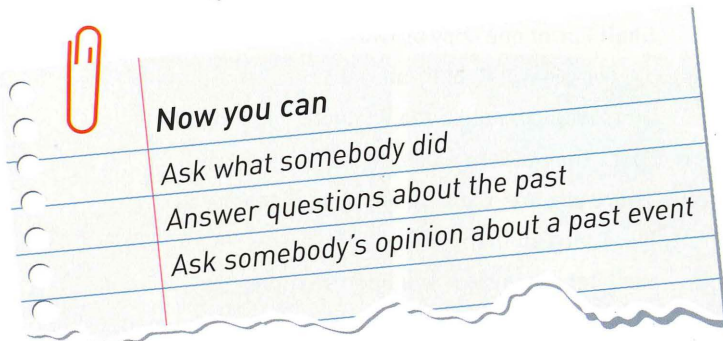 Now you can
Ask what somebody did
Answer questions about the past
Ask somebody's opinion about a past event